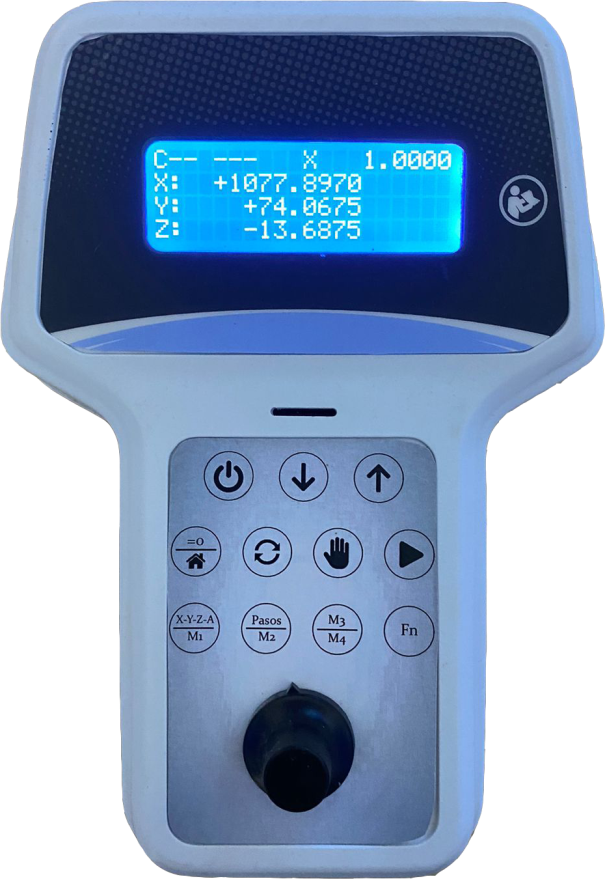 C-- --- X 1.0000
X: +1077.8970
Y: +74.0675
Z: -13.6875
=0
X-Y-Z-A
M1
Pasos
M2
M3
M4
Fn